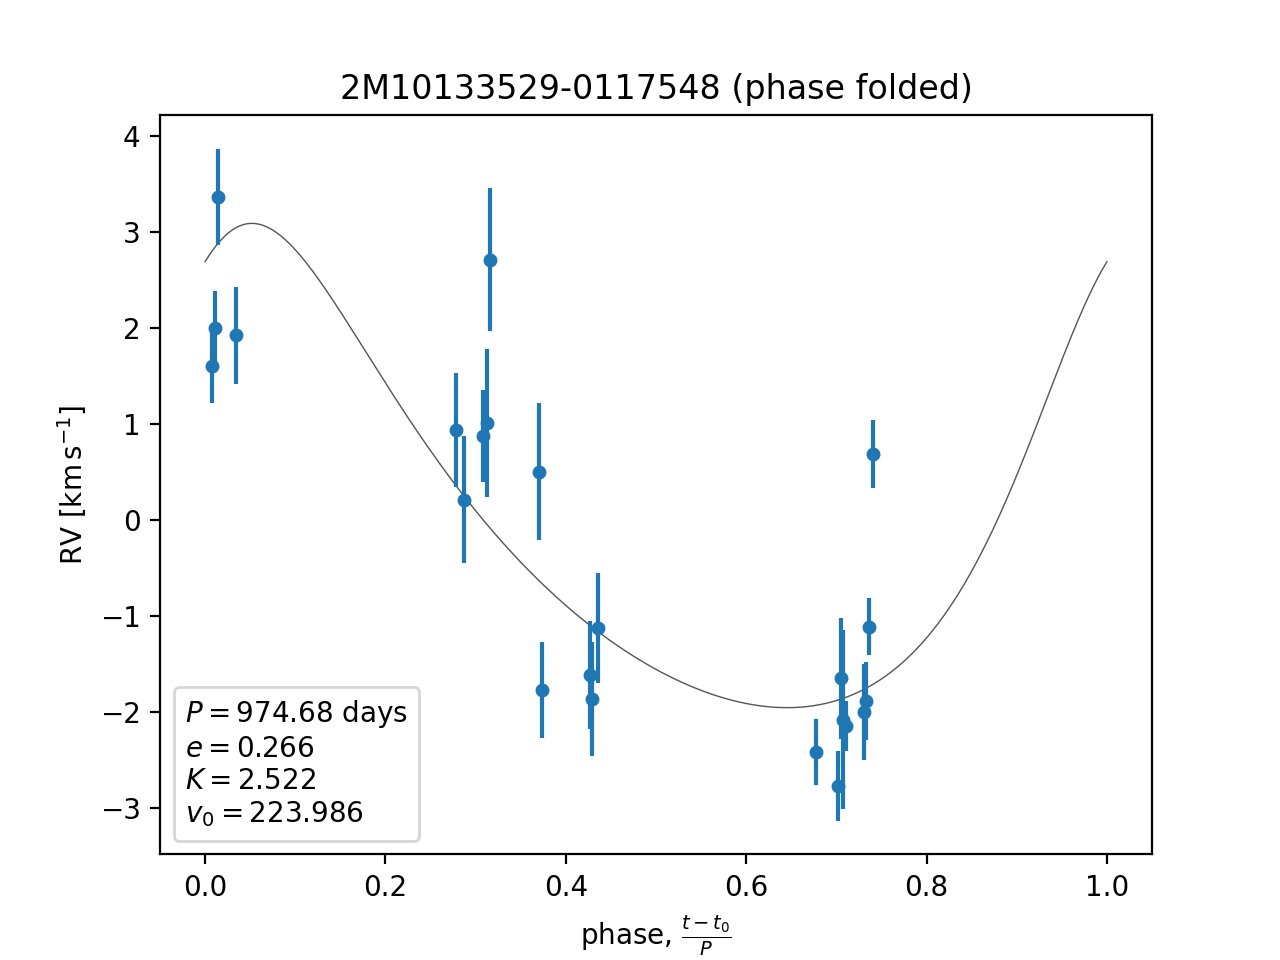 2M10133529-0117548 (phase folded)
4
3
2
1
0
−1
−2
−3
RV [km s⁻¹]
P = 974.68 days
e = 0.266
K = 2.522
v₀ = 223.986
0.0 0.2 0.4 0.6 0.8 1.0
phase, (t − t₀)/P